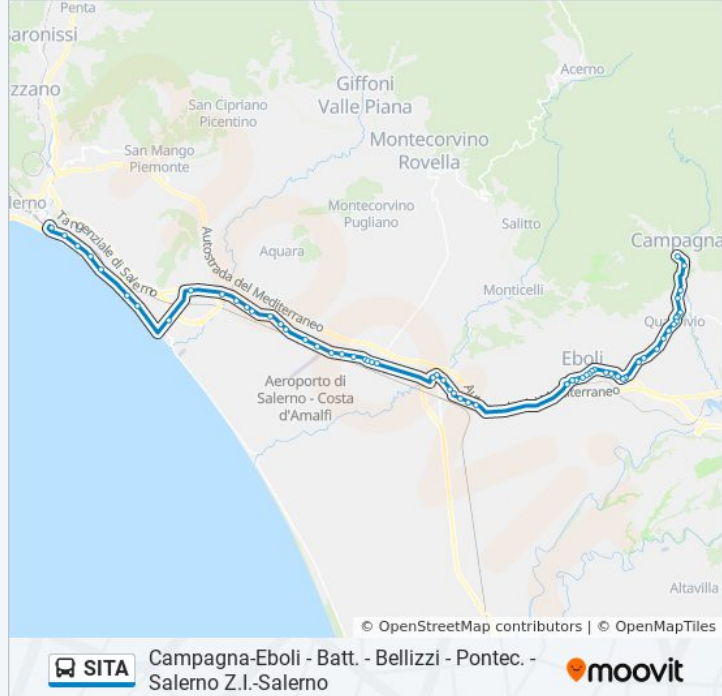 Penta
aronissi
zzano
Giffoni
Valle Piana
Acerno
San Cipriano
Picentino
Montecorvino
Rovella
San Mango
Piemonte
lerno
Tangenziale di Salerno
Autostrada del Mediterraneo
Montecorvino
Pugliano
Salitto
Aquara
Campagna
Monticelli
Eboli
Aeroporto di
Salerno - Costa
d'Amalfi
Altavilla
© OpenStreetMap contributors | © OpenMapTiles
SITA
Campagna-Eboli - Batt. - Bellizzi - Pontec. -
Salerno Z.I.-Salerno
moovit